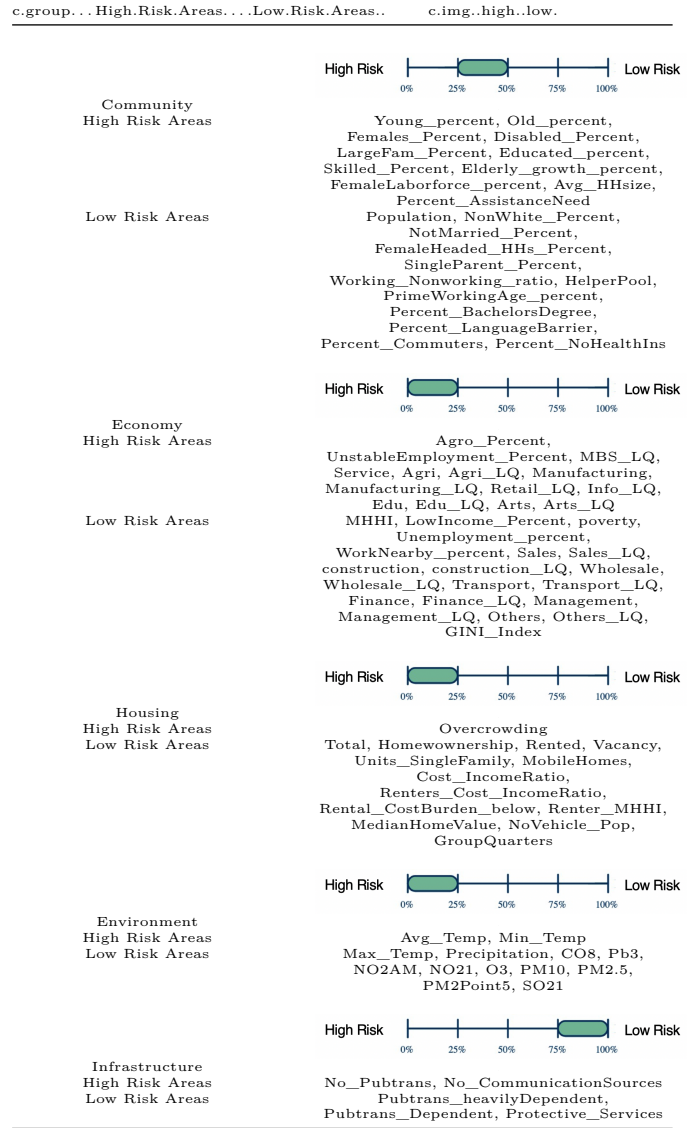 c.group...High.Risk.Areas....Low.Risk.Areas.. c.img..high..low.
High Risk Low Risk
0% 25% 50% 75% 100%
Community
High Risk Areas Young_percent, Old_percent,
Females_Percent, Disabled_Percent,
LargeFam_Percent, Educated_percent,
Skilled_Percent, Elderly_growth_percent,
FemaleLaborforce_percent, Avg_HHsize,
Percent_AssistanceNeed
Low Risk Areas Population, NonWhite_Percent,
NotMarried_Percent,
FemaleHeaded_HHs_Percent,
SingleParent_Percent,
Working_Nonworking_ratio, HelperPool,
PrimeWorkingAge_percent,
Percent_BachelorsDegree,
Percent_LanguageBarrier,
Percent_Commuters, Percent_NoHealthIns
High Risk Low Risk
0% 25% 50% 75% 100%
Economy
High Risk Areas Agro_Percent,
UnstableEmployment_Percent, MBS_LQ,
Service, Agri, Agri_LQ, Manufacturing,
Manufacturing_LQ, Retail_LQ, Info_LQ,
Edu, Edu_LQ, Arts, Arts_LQ
Low Risk Areas MHHI, LowIncome_Percent, poverty,
Unemployment_percent,
WorkNearby_percent, Sales, Sales_LQ,
construction, construction_LQ, Wholesale,
Wholesale_LQ, Transport, Transport_LQ,
Finance, Finance_LQ, Management,
Management_LQ, Others, Others_LQ,
GINI_Index
High Risk Low Risk
0% 25% 50% 75% 100%
Housing
High Risk Areas Overcrowding
Low Risk Areas Total, Homewownership, Rented, Vacancy,
Units_SingleFamily, MobileHomes,
Cost_IncomeRatio,
Renters_Cost_IncomeRatio,
Rental_CostBurden_below, Renter_MHHI,
MedianHomeValue, NoVehicle_Pop,
GroupQuarters
High Risk Low Risk
0% 25% 50% 75% 100%
Environment
High Risk Areas Avg_Temp, Min_Temp
Low Risk Areas Max_Temp, Precipitation, CO8, Pb3,
NO2AM, NO21, O3, PM10, PM2.5,
PM2Point5, SO21
High Risk Low Risk
0% 25% 50% 75% 100%
Infrastructure
High Risk Areas No_Pubtrans, No_CommunicationSources
Low Risk Areas Pubtrans_heavilyDependent,
Pubtrans_Dependent, Protective_Services